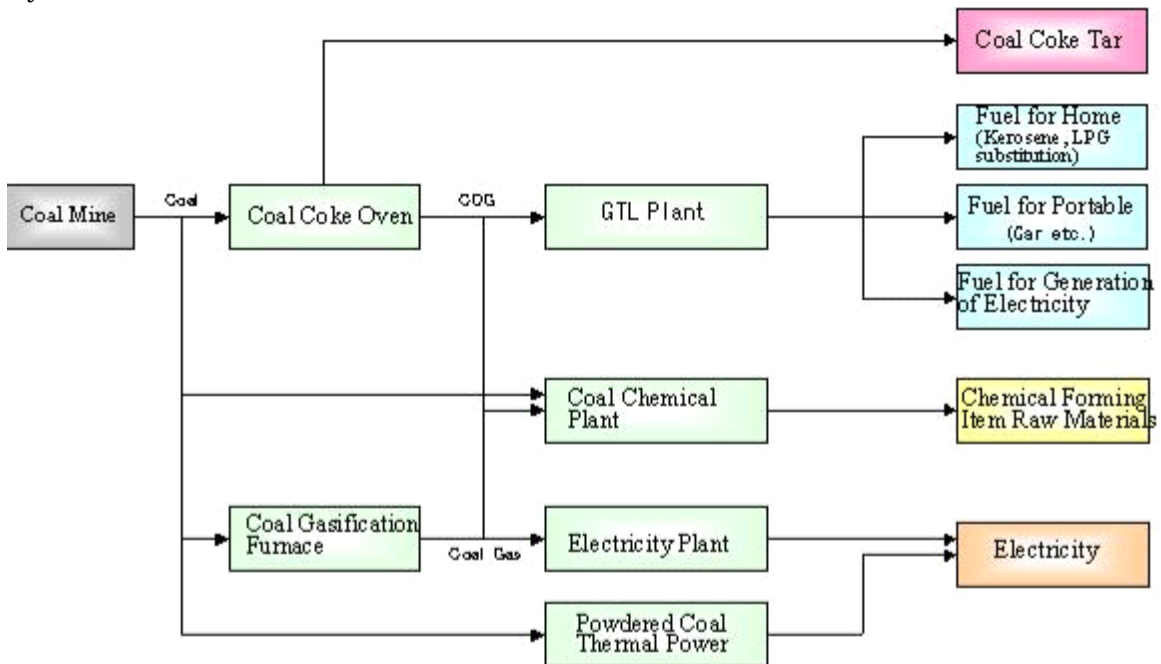 Coal Coke Tar
Fuel for Home
(Kerosene, LPG
substitution)
Coal Mine
Coal
Coal Coke Oven
COG
GTL Plant
Fuel for Portable
(Car etc.)
Fuel for Generation
of Electricity
Coal Chemical
Plant
Chemical Forming
Item Raw Materials
Coal Gasification
Furnace
Coal Gas
Electricity Plant
Electricity
Powdered Coal
Thermal Power